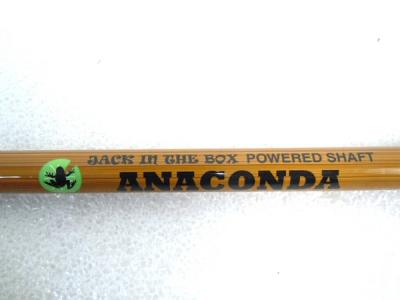 JACK IN THE BOX POWERED SHAFT
ANACONDA